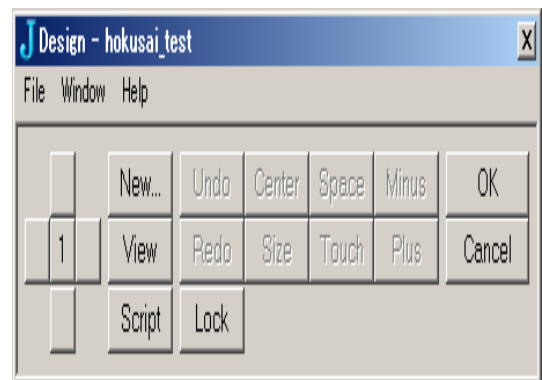 J Design - hokusai_test X
File Window Help
New... Undo Center Space Minus OK
1 View Redo Size Touch Plus Cancel
Script Lock